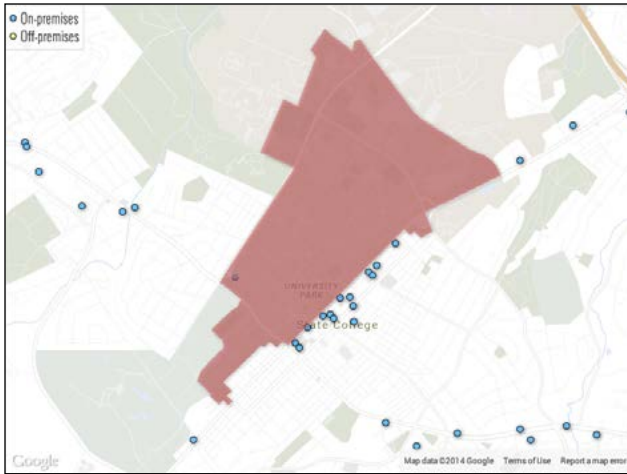 On-premises
Off-premises
UNIVERSITY
PARK
State College
Google
Map data ©2014 Google Terms of Use Report a map error